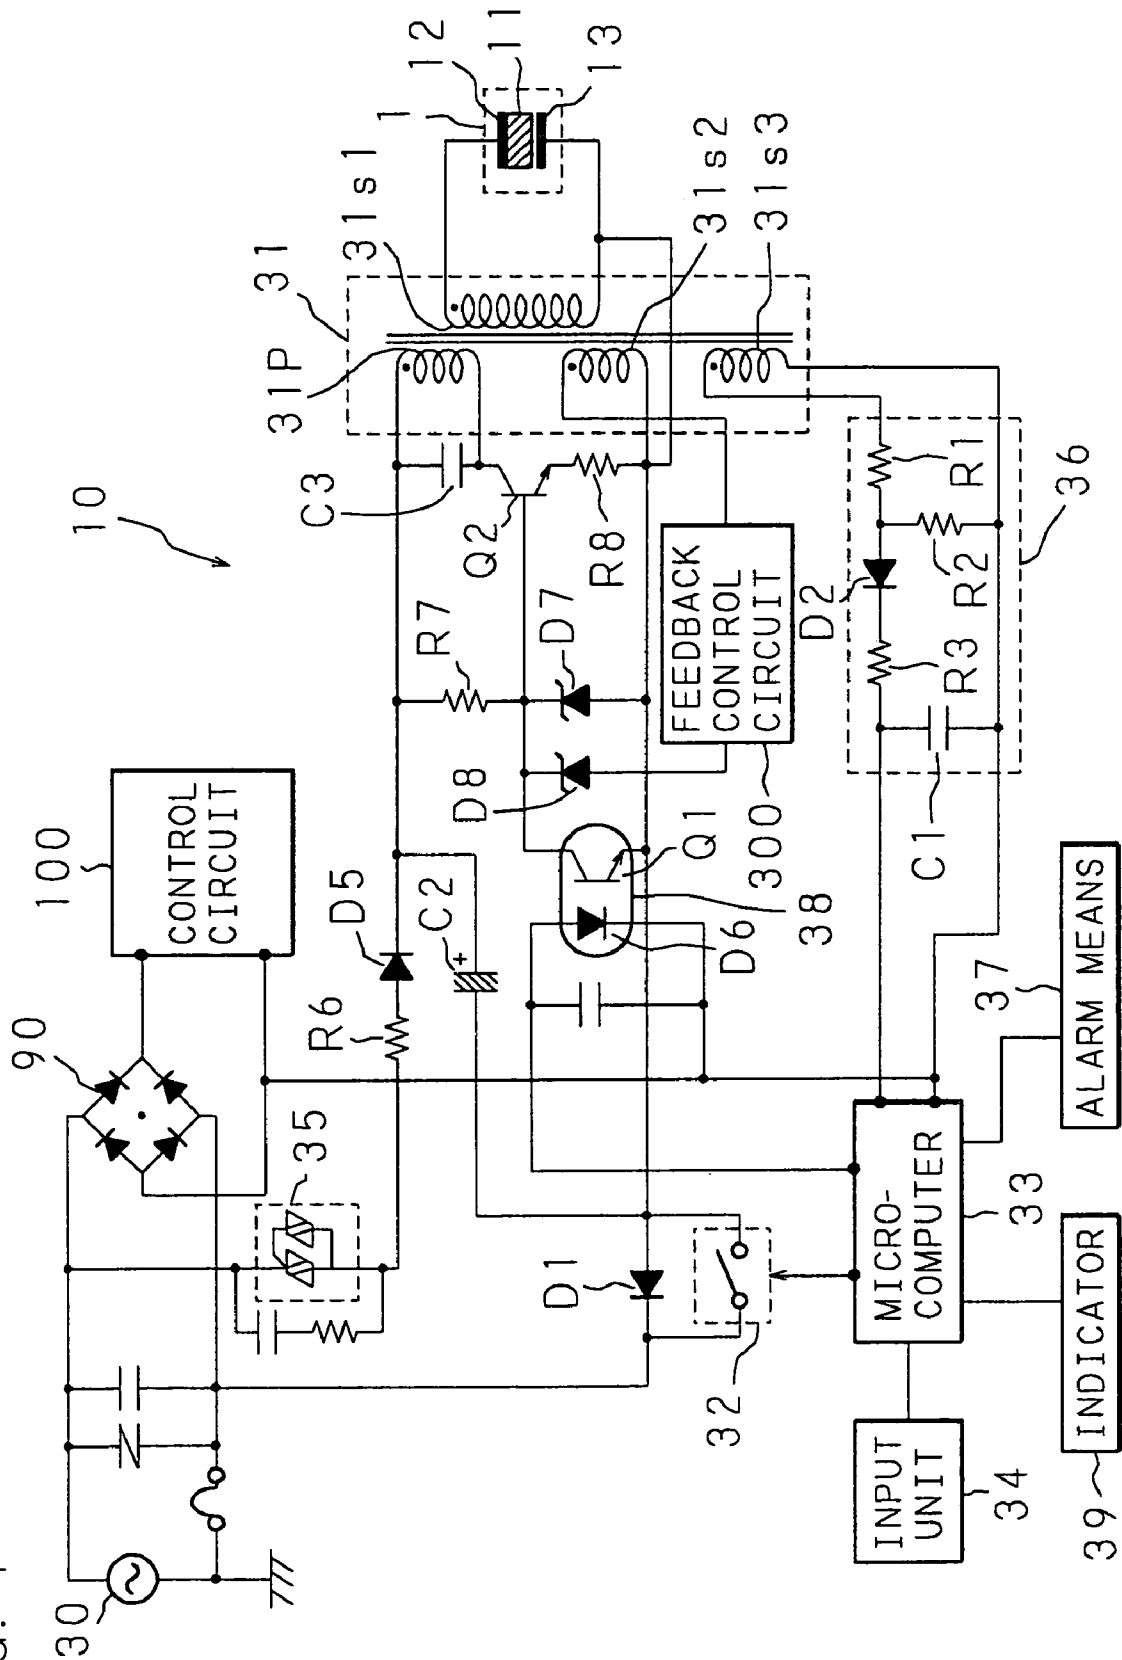 10
100
CONTROL
CIRCUIT
90
30
35
R6
D5
C2
+
R7
C3
Q2
31P
31
31s1
1
12
11
13
31s2
31s3
D8
D7
R8
FEEDBACK
CONTROL
CIRCUIT
300
Q1
38
D6
D1
32
D2
R1
R2
R3
C1
36
MICRO-
COMPUTER
33
INPUT
UNIT
34
ALARM MEANS
37
INDICATOR
39